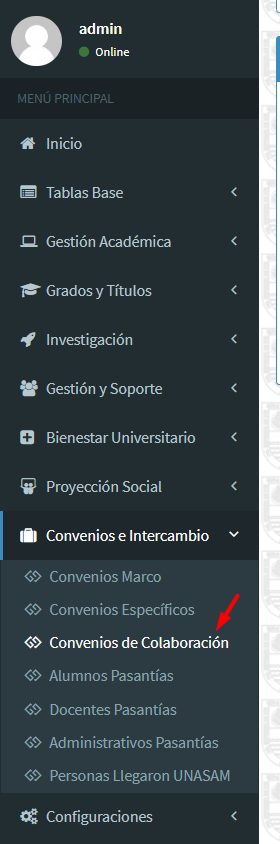 admin
Online
MENÚ PRINCIPAL
Inicio
Tablas Base
Gestión Académica
Grados y Títulos
Investigación
Gestión y Soporte
Bienestar Universitario
Proyección Social
Convenios e Intercambio
Convenios Marco
Convenios Específicos
Convenios de Colaboración
Alumnos Pasantías
Docentes Pasantías
Administrativos Pasantías
Personas Llegaron UNASAM
Configuraciones